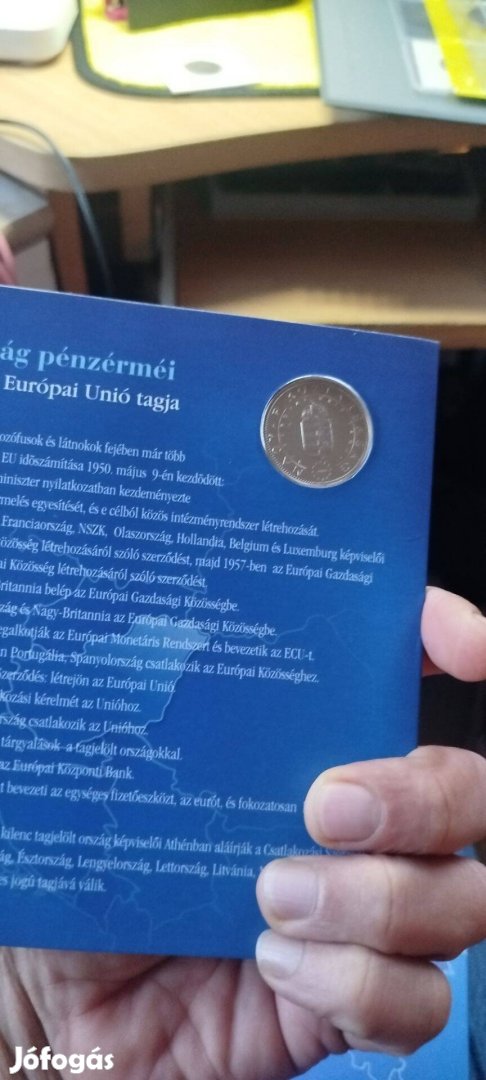 ág pénzérméi
Európai Unió tagja
ozófusok és látnokok fejében már több
EU időszámítása 1950. május 9-én kezdődött:
miniszter nyilatkozatban kezdeményezte
rmelés egyesítését, és e célból közös intézményrendszer létrehozását.
Franciaország, NSZK, Olaszország, Hollandia, Belgium és Luxemburg képviselői
közösség létrehozásáról szóló szerződést, majd 1957-ben az Európai Gazdasági
ai Közösség létrehozásáról szóló szerződést.
Britannia belép az Európai Gazdasági Közösségbe.
zág és Nagy-Britannia az Európai Gazdasági Közösségbe.
egalkotják az Európai Monetáris Rendszert és bevezetik az ECU-t.
n Portugália, Spanyolország csatlakozik az Európai Közösséghez.
zerződés: létrejön az Európai Unió.
kozási kérelmét az Unióhoz.
rszág csatlakozik az Unióhoz.
tárgyalások a tagjelölt országokkal.
az Európai Központi Bank.
t bevezeti az egységes fizetőeszközt, az eurót, és fokozatosan
kilenc tagjelölt ország képviselői Athénban aláírják a Csatlakozási
ág, Észtország, Lengyelország, Lettország, Litvánia,
es jogú tagjává válik.
Jófogás